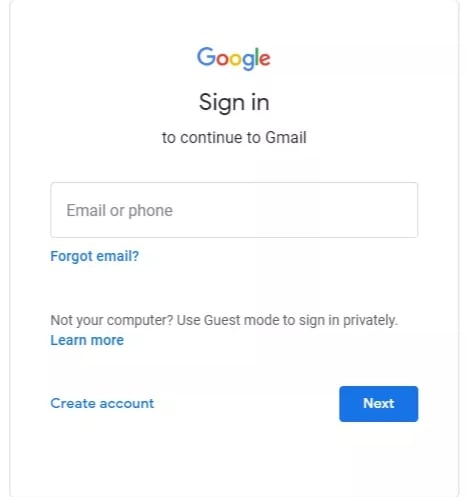 Google
Sign in
to continue to Gmail
Email or phone
Forgot email?
Not your computer? Use Guest mode to sign in privately.
Learn more
Create account
Next